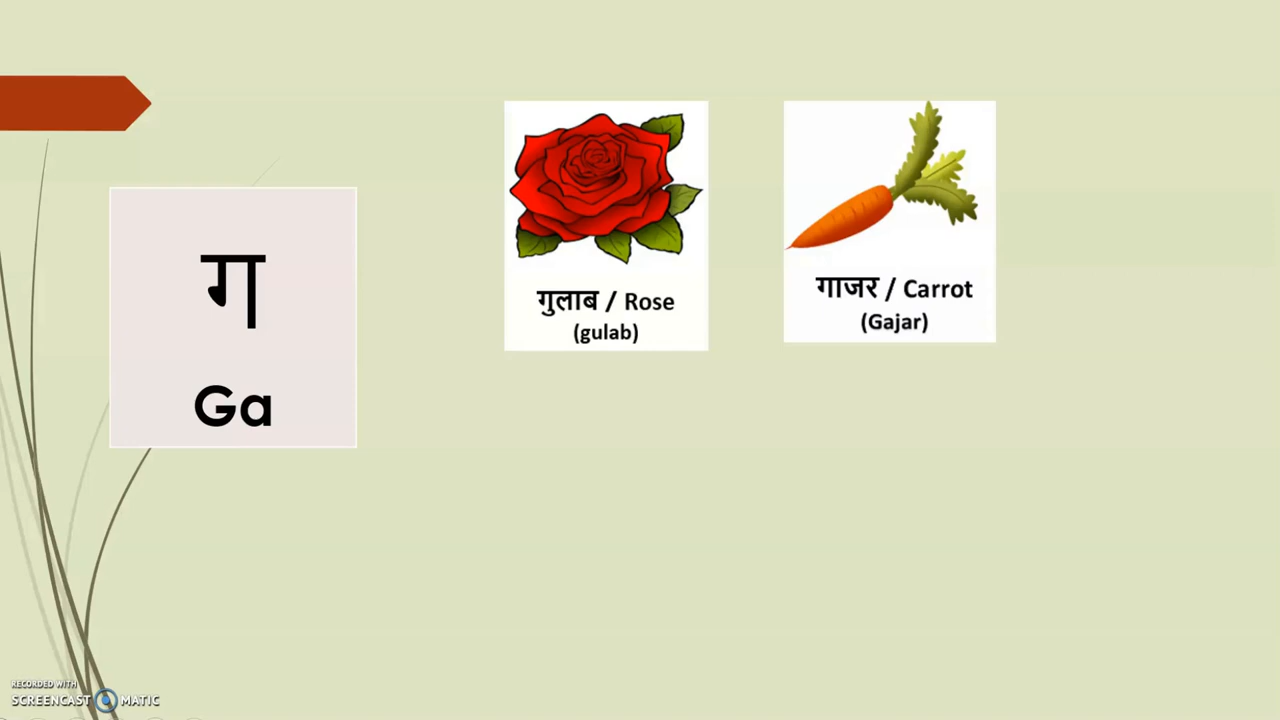 ग
Ga
गुलाब / Rose
(gulab)
गाजर / Carrot
(Gajar)
RECORDED WITH
SCREENCAST MATIC